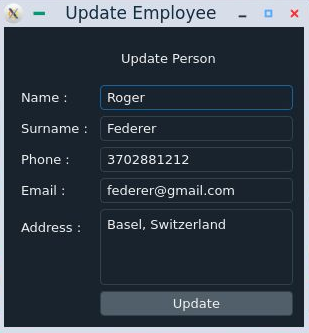 Update Employee
Update Person
Name : Roger
Surname : Federer
Phone : 3702881212
Email : federer@gmail.com
Address : Basel, Switzerland
Update